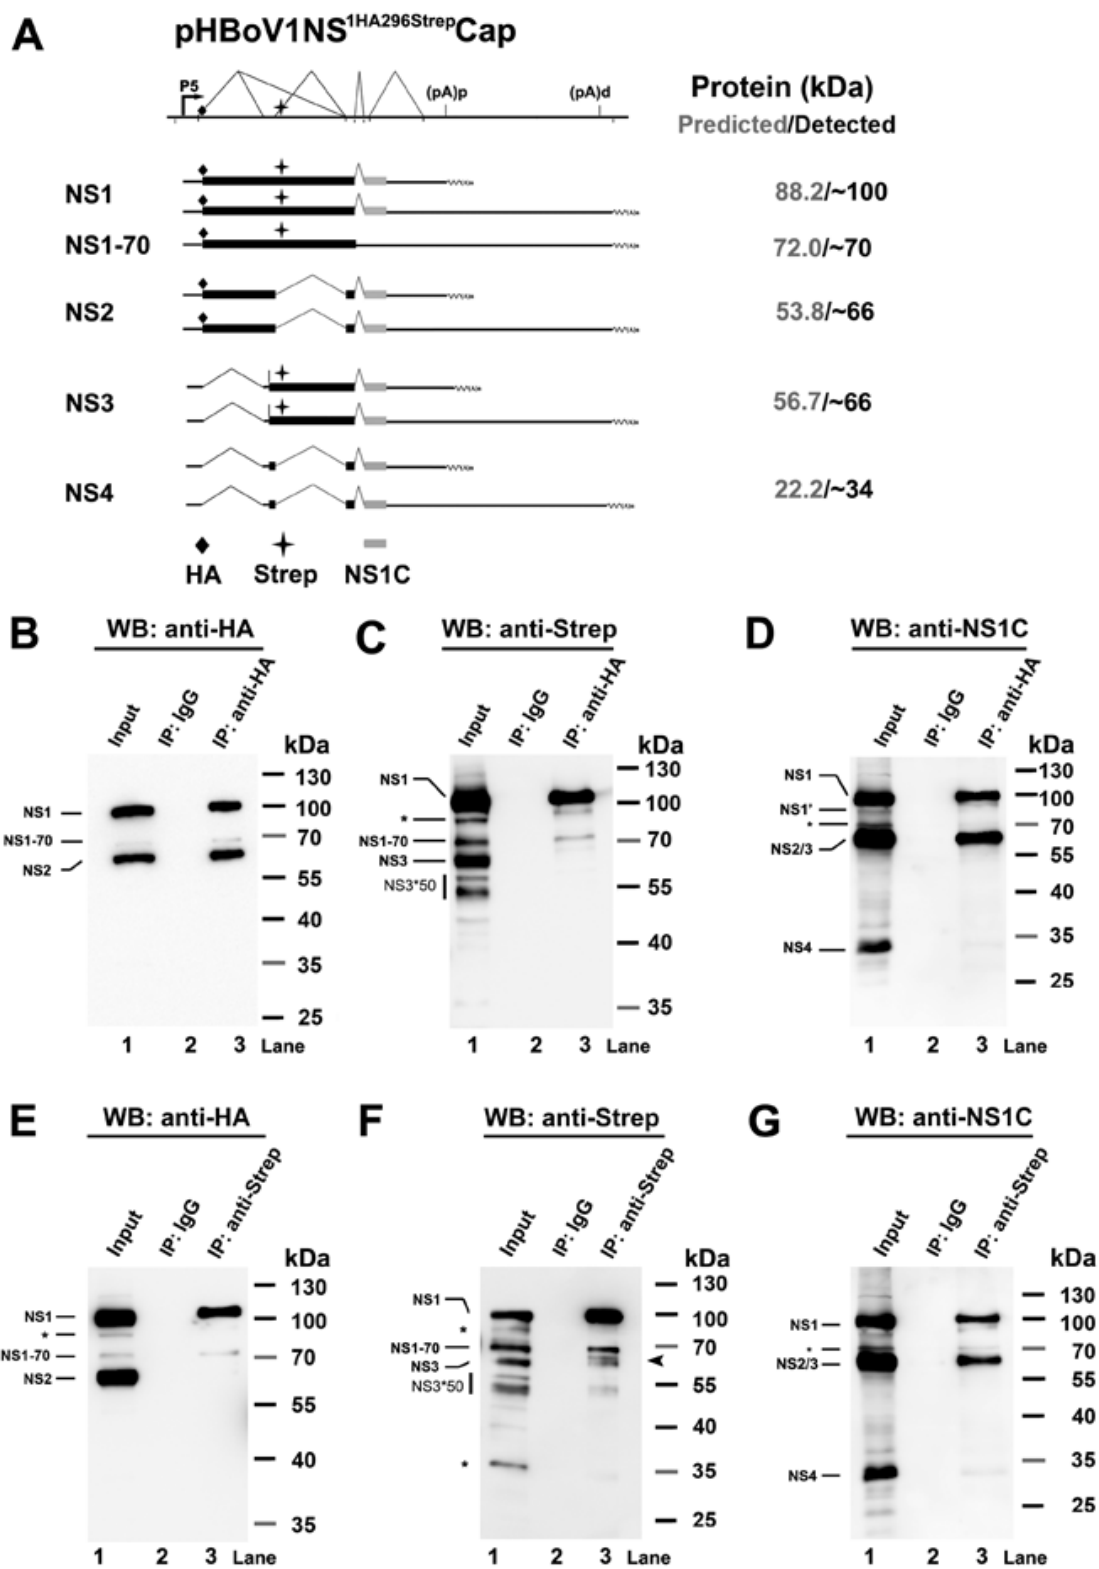 A
pHBoV1NS1HA296StrepCap
P5
(pA)p
(pA)d
Protein (kDa)
Predicted/Detected
NS1
88.2/~100
NS1-70
72.0/~70
NS2
53.8/~66
NS3
56.7/~66
NS4
22.2/~34
HA
Strep
NS1C
B
WB: anti-HA
Input
IP: IgG
IP: anti-HA
kDa
130
100
70
55
40
35
25
NS1
NS1-70
NS2
1 2 3 Lane
C
WB: anti-Strep
Input
IP: IgG
IP: anti-HA
kDa
130
100
70
55
40
35
NS1
*
NS1-70
NS3
NS3*50
1 2 3 Lane
D
WB: anti-NS1C
Input
IP: IgG
IP: anti-HA
kDa
130
100
70
55
40
35
25
NS1
NS1'
*
NS2/3
NS4
1 2 3 Lane
E
WB: anti-HA
Input
IP: IgG
IP: anti-Strep
kDa
130
100
70
55
40
35
NS1
*
NS1-70
NS2
1 2 3 Lane
F
WB: anti-Strep
Input
IP: IgG
IP: anti-Strep
kDa
130
100
70
55
40
35
25
NS1
*
NS1-70
NS3
NS3*50
*
1 2 3 Lane
G
WB: anti-NS1C
Input
IP: IgG
IP: anti-Strep
kDa
130
100
70
55
40
35
25
NS1
*
NS2/3
NS4
1 2 3 Lane